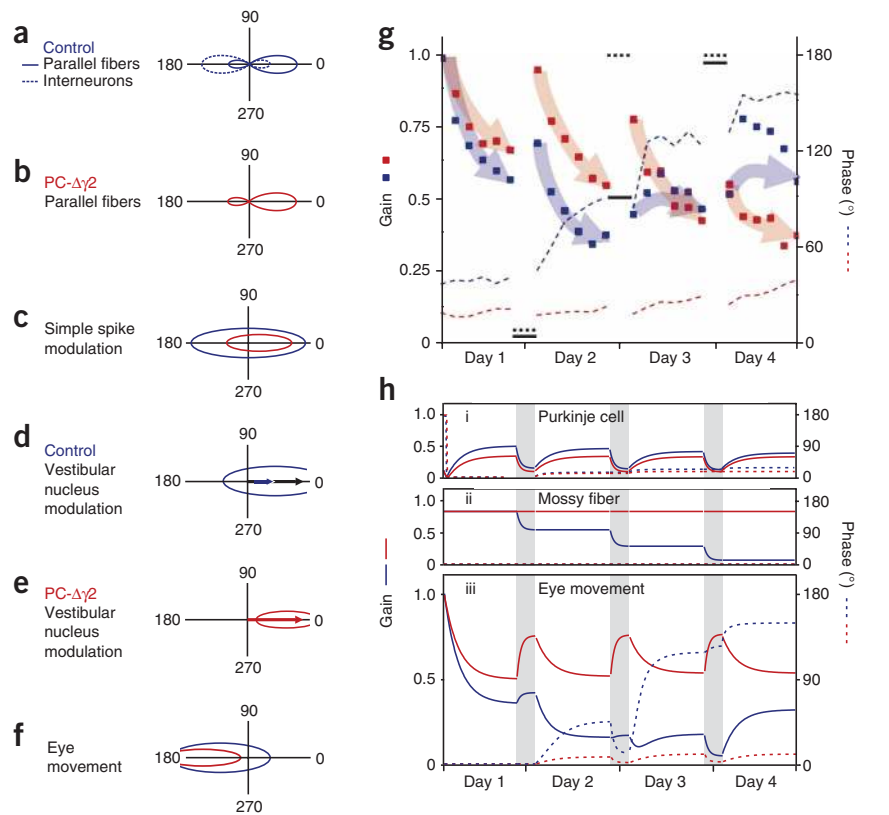 a
Control
Parallel fibers
Interneurons
90
180
0
270
b
PC-Δγ2
Parallel fibers
90
180
0
270
c
Simple spike
modulation
90
180
0
270
d
Control
Vestibular
nucleus
modulation
90
180
0
270
e
PC-Δγ2
Vestibular
nucleus
modulation
90
180
0
270
f
Eye
movement
90
180
0
270
g
1.0
0.75
0.5
0.25
0
Gain
180
120
60
0
Phase (°)
Day 1
Day 2
Day 3
Day 4
h
i
Purkinje cell
1.0
0.5
0
180
90
0
ii
Mossy fiber
1.0
0.5
0
180
90
0
iii
Eye movement
1.0
0.5
0
180
90
0
Gain
Phase (°)
Day 1
Day 2
Day 3
Day 4